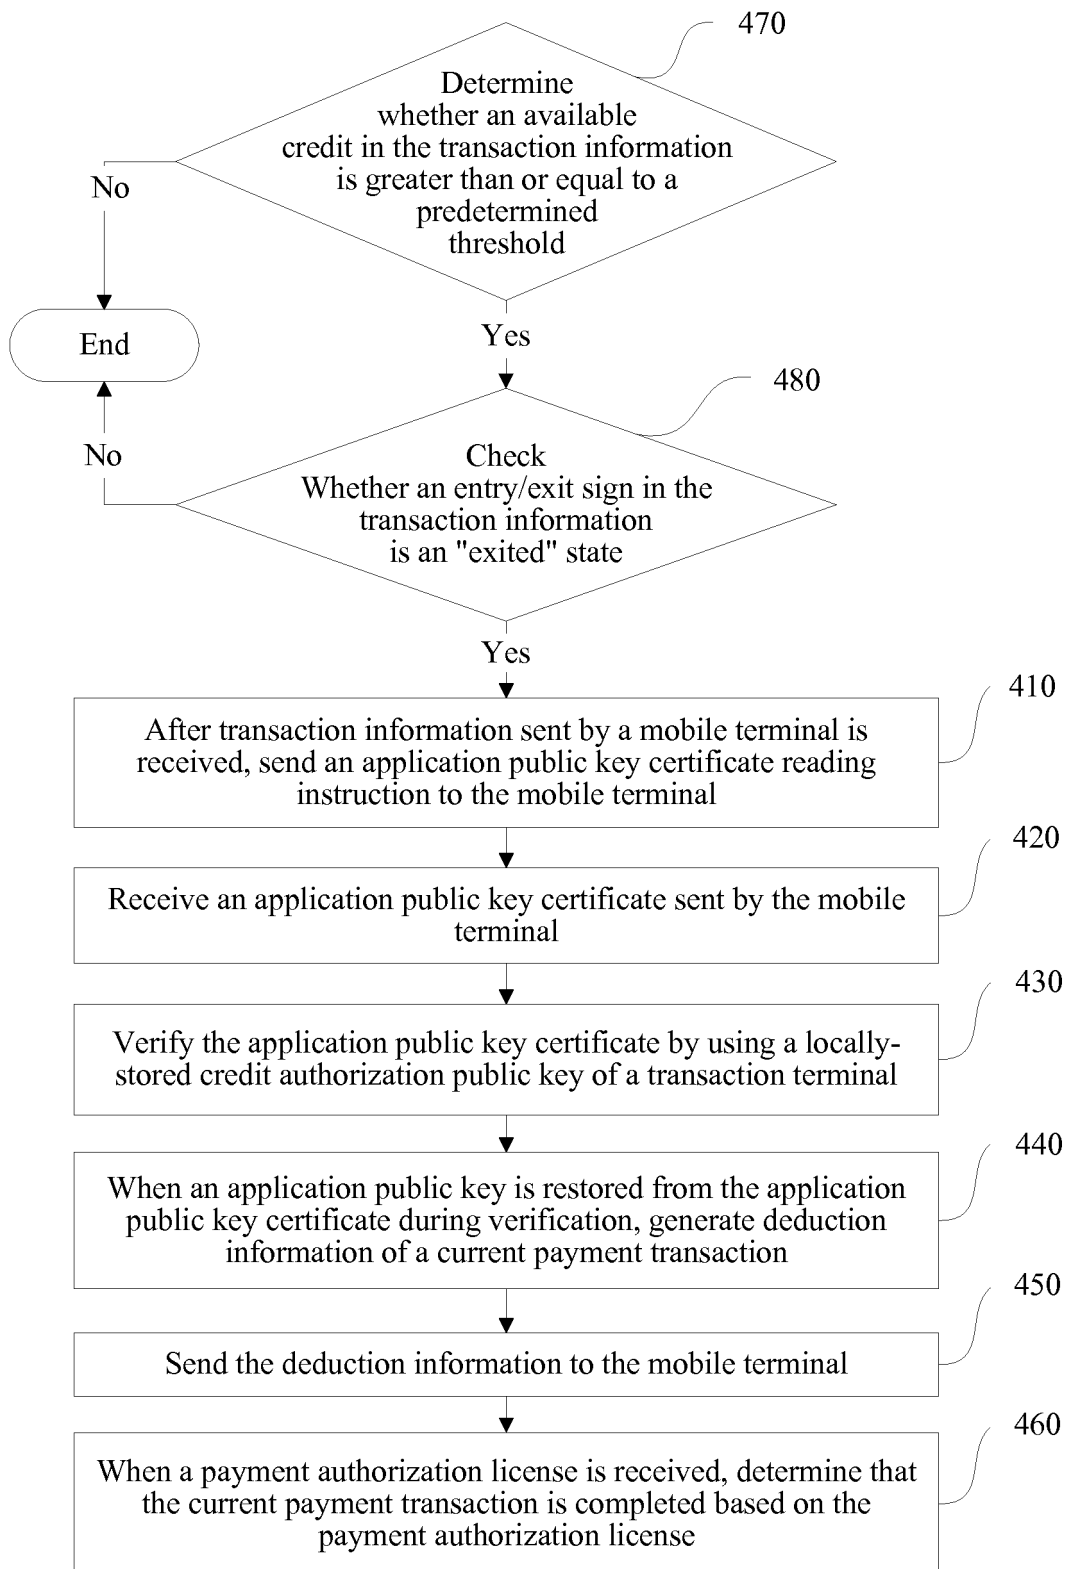 470
Determine
whether an available
credit in the transaction information
is greater than or equal to a
predetermined
threshold
No
Yes
End
480
Check
Whether an entry/exit sign in the
transaction information
is an "exited" state
No
Yes
410
After transaction information sent by a mobile terminal is
received, send an application public key certificate reading
instruction to the mobile terminal
420
Receive an application public key certificate sent by the mobile
terminal
430
Verify the application public key certificate by using a locally-
stored credit authorization public key of a transaction terminal
440
When an application public key is restored from the application
public key certificate during verification, generate deduction
information of a current payment transaction
450
Send the deduction information to the mobile terminal
460
When a payment authorization license is received, determine that
the current payment transaction is completed based on the
payment authorization license